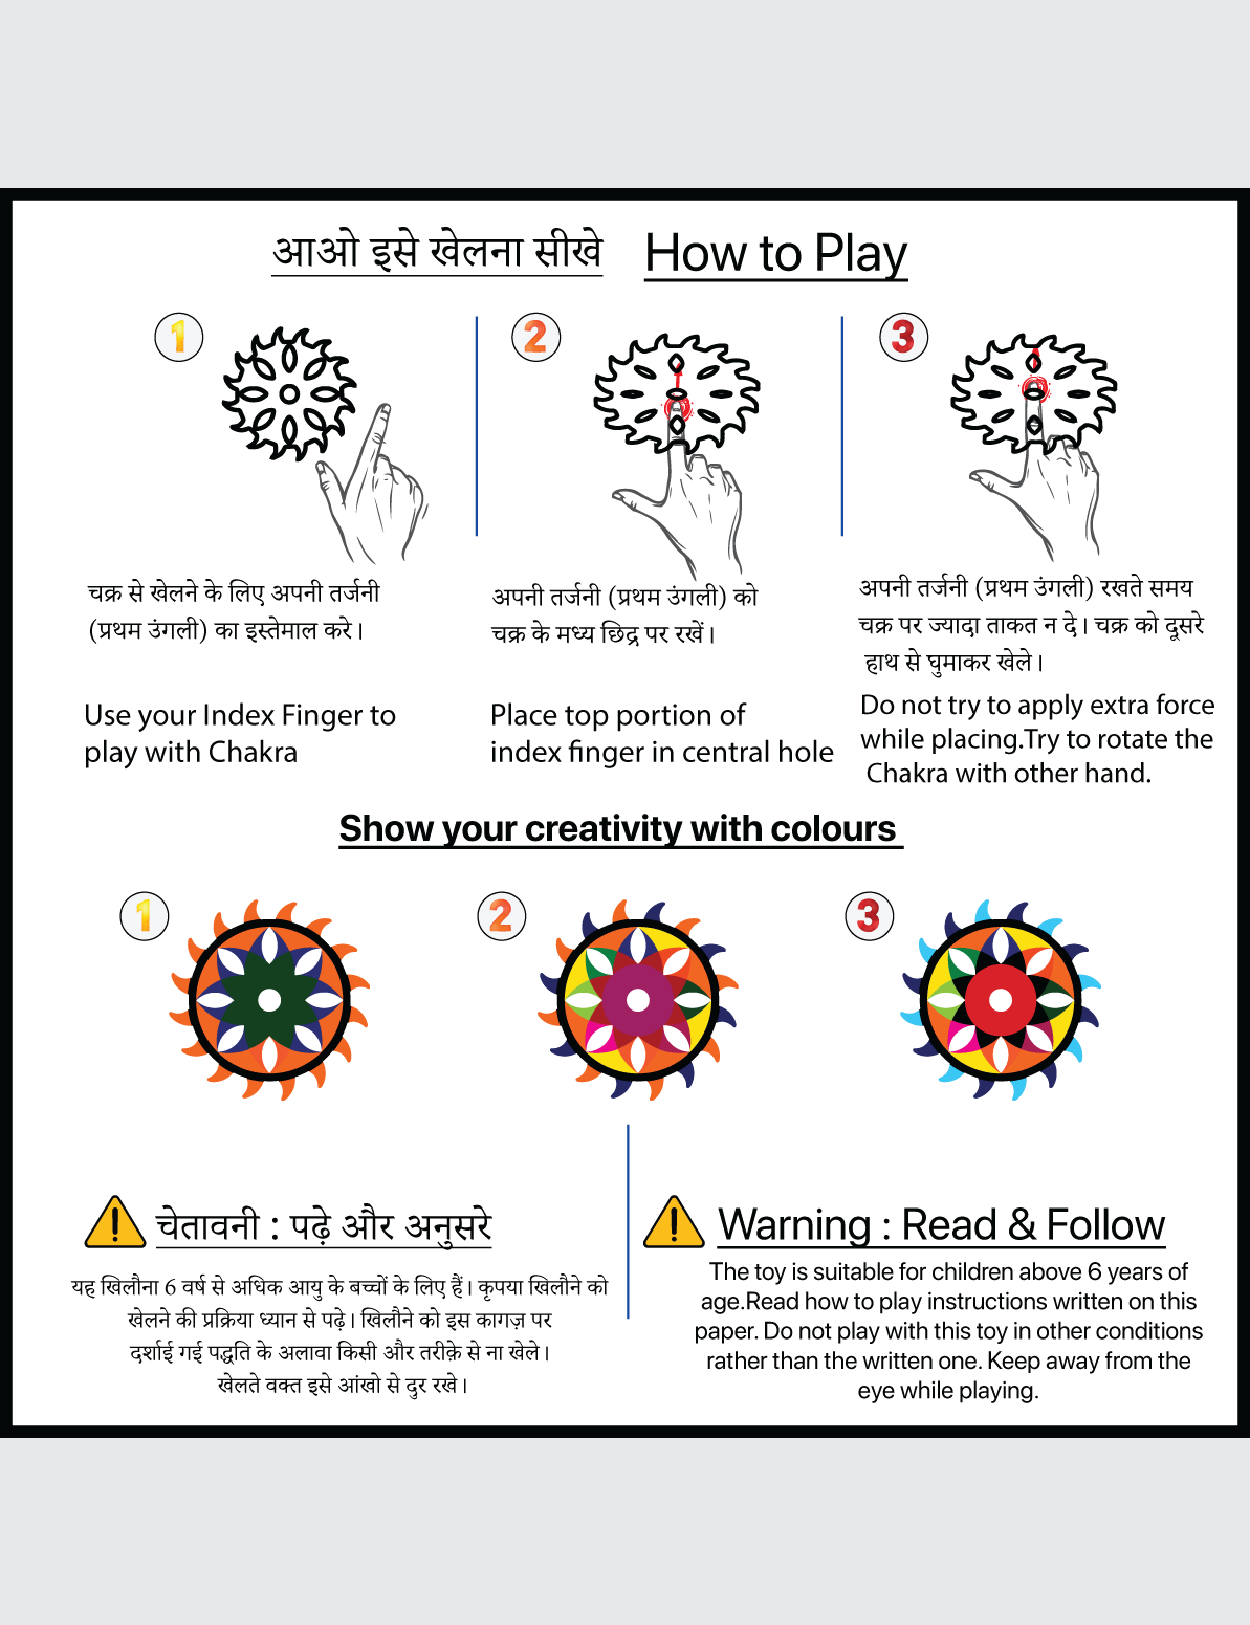 आओ इसे खेलना सीखे How to Play
1
2
3
चक्र से खेलने के लिए अपनी तर्जनी
(प्रथम उंगली) का इस्तेमाल करे।
अपनी तर्जनी (प्रथम उंगली) को
चक्र के मध्य छिद्र पर रखें।
अपनी तर्जनी (प्रथम उंगली) रखते समय
चक्र पर ज्यादा ताकत न दे। चक्र को दूसरे
हाथ से घुमाकर खेले।
Use your Index Finger to
play with Chakra
Place top portion of
index finger in central hole
Do not try to apply extra force
while placing.Try to rotate the
Chakra with other hand.
Show your creativity with colours
1
2
3
चेतावनी : पढ़े और अनुसरे
यह खिलौना 6 वर्ष से अधिक आयु के बच्चों के लिए हैं। कृपया खिलौने को
खेलने की प्रक्रिया ध्यान से पढ़े। खिलौने को इस कागज़ पर
दर्शाई गई पद्धति के अलावा किसी और तरीक़े से ना खेले।
खेलते वक्त इसे आंखो से दुर रखे।
Warning : Read & Follow
The toy is suitable for children above 6 years of
age.Read how to play instructions written on this
paper. Do not play with this toy in other conditions
rather than the written one. Keep away from the
eye while playing.